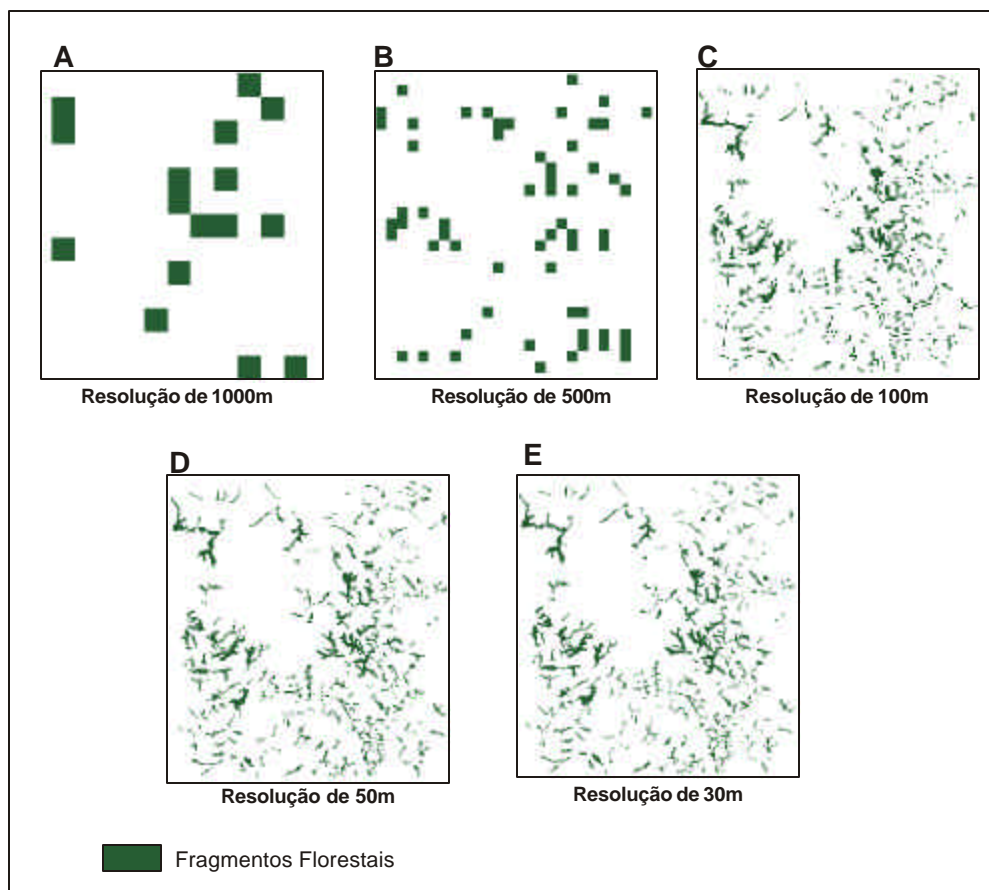 A
B
C
Resolução de 1000m
Resolução de 500m
Resolução de 100m
D
E
Resolução de 50m
Resolução de 30m
Fragmentos Florestais